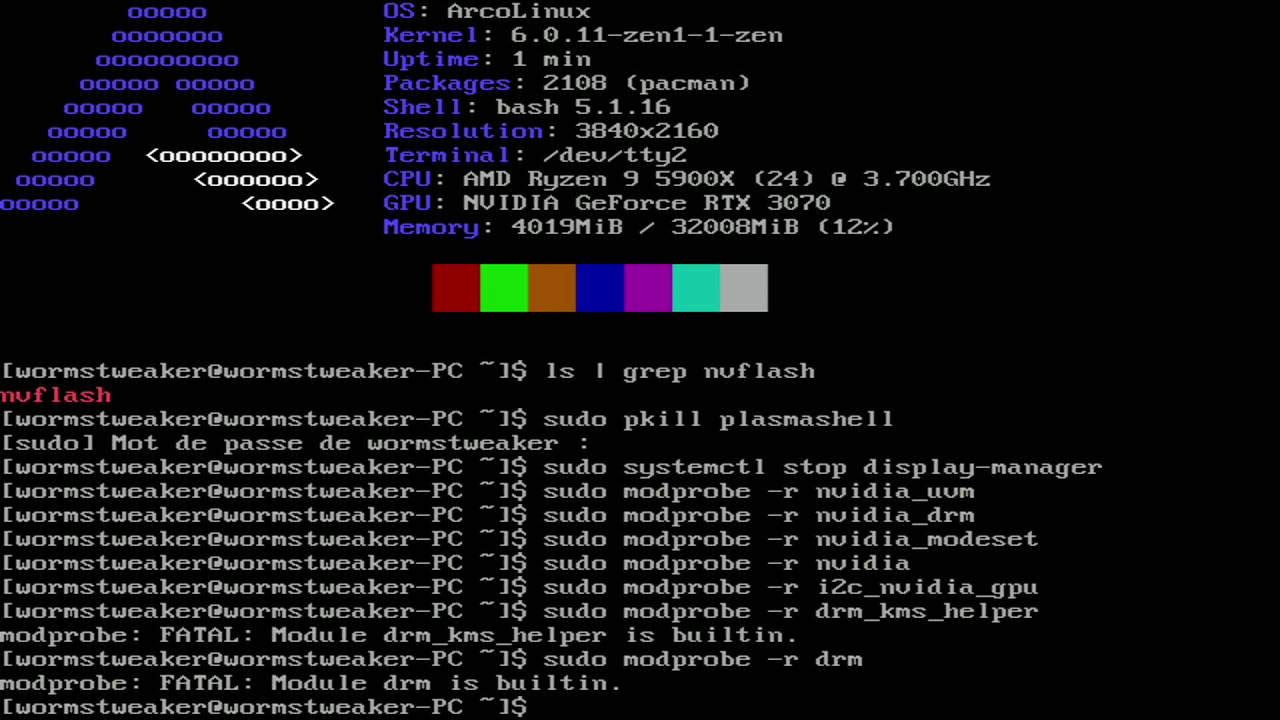 ooooo OS: ArcoLinux
ooooooo Kernel: 6.0.11-zen1-1-zen
ooooooooo Uptime: 1 min
ooooo ooooo Packages: 2108 (pacman)
ooooo ooooo Shell: bash 5.1.16
ooooo ooooo Resolution: 3840x2160
ooooo <oooooooo> Terminal: /dev/tty2
ooooo <oooooo> CPU: AMD Ryzen 9 5900X (24) @ 3.700GHz
ooooo <oooo> GPU: NVIDIA GeForce RTX 3070
Memory: 4019MiB / 32008MiB (12%)
[wormstweaker@wormstweaker-PC ~]$ ls | grep nvflash
nvflash
[wormstweaker@wormstweaker-PC ~]$ sudo pkill plasmashell
[sudo] Mot de passe de wormstweaker :
[wormstweaker@wormstweaker-PC ~]$ sudo systemctl stop display-manager
[wormstweaker@wormstweaker-PC ~]$ sudo modprobe -r nvidia_uvm
[wormstweaker@wormstweaker-PC ~]$ sudo modprobe -r nvidia_drm
[wormstweaker@wormstweaker-PC ~]$ sudo modprobe -r nvidia_modeset
[wormstweaker@wormstweaker-PC ~]$ sudo modprobe -r nvidia
[wormstweaker@wormstweaker-PC ~]$ sudo modprobe -r i2c_nvidia_gpu
[wormstweaker@wormstweaker-PC ~]$ sudo modprobe -r drm_kms_helper
modprobe: FATAL: Module drm_kms_helper is builtin.
[wormstweaker@wormstweaker-PC ~]$ sudo modprobe -r drm
modprobe: FATAL: Module drm is builtin.
[wormstweaker@wormstweaker-PC ~]$